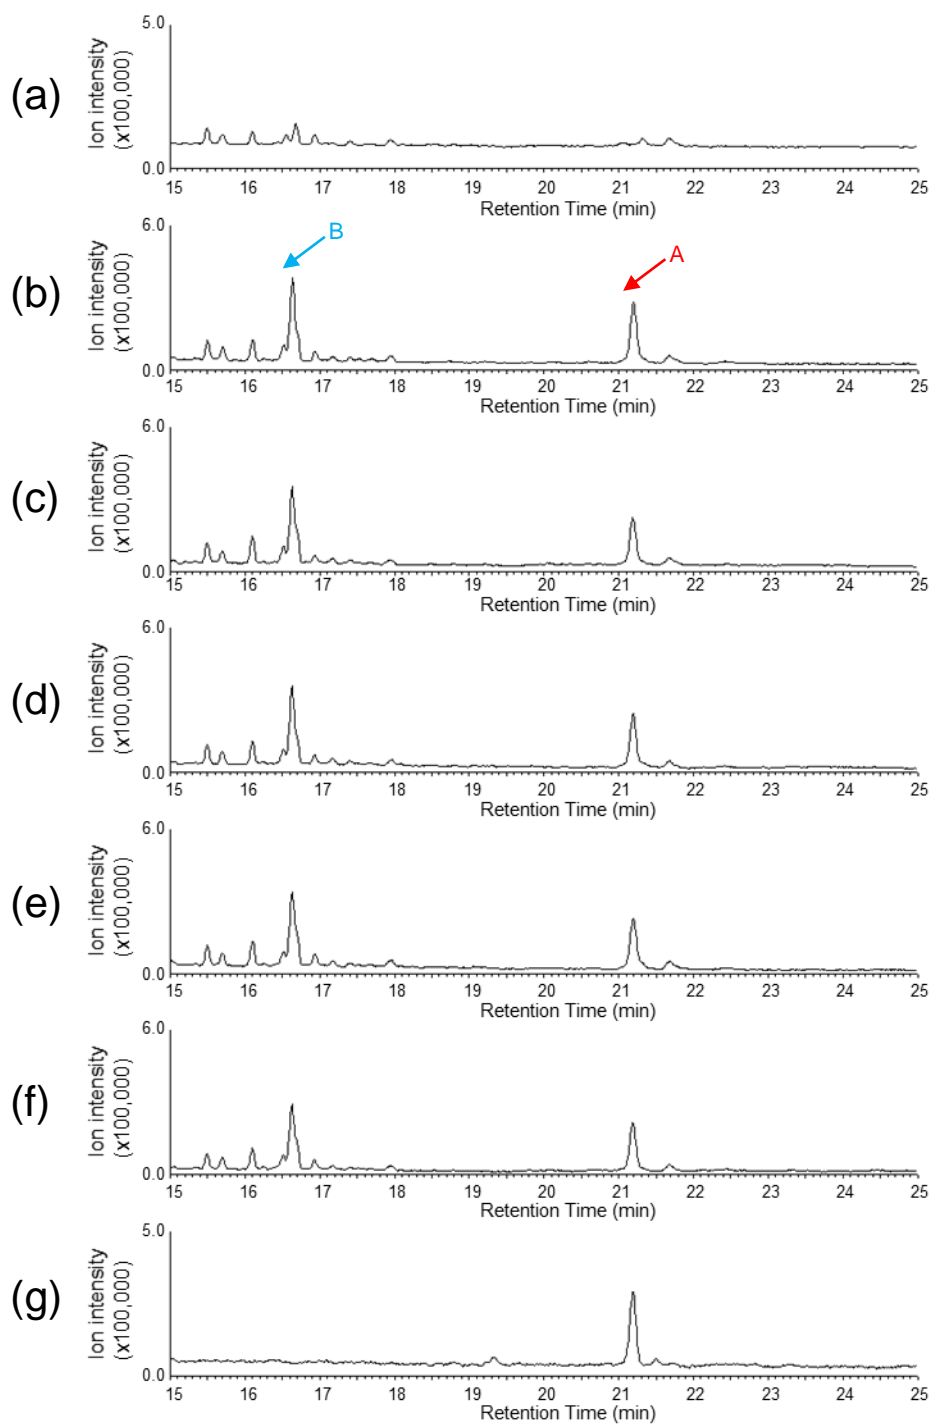 (a)
Ion intensity
(x100,000)
5.0
0.0
15 16 17 18 19 20 21 22 23 24 25
Retention Time (min)
(b)
Ion intensity
(x100,000)
6.0
B
A
0.0
15 16 17 18 19 20 21 22 23 24 25
Retention Time (min)
(c)
Ion intensity
(x100,000)
6.0
0.0
15 16 17 18 19 20 21 22 23 24 25
Retention Time (min)
(d)
Ion intensity
(x100,000)
6.0
0.0
15 16 17 18 19 20 21 22 23 24 25
Retention Time (min)
(e)
Ion intensity
(x100,000)
6.0
0.0
15 16 17 18 19 20 21 22 23 24 25
Retention Time (min)
(f)
Ion intensity
(x100,000)
6.0
0.0
15 16 17 18 19 20 21 22 23 24 25
Retention Time (min)
(g)
Ion intensity
(x100,000)
5.0
0.0
15 16 17 18 19 20 21 22 23 24 25
Retention Time (min)